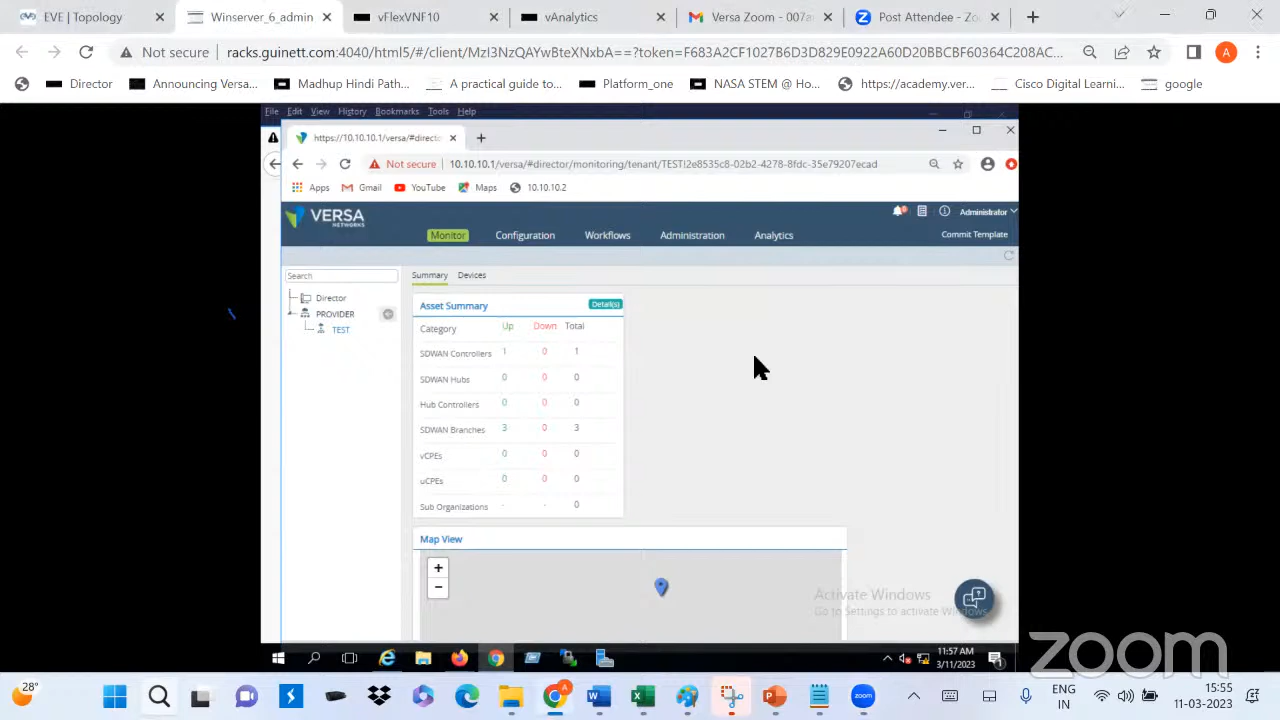 EVE | Topology
Winserver_6_admin
vFlexVNF10
vAnalytics
Versa Zoom - 007
Post Attendee - Zo
Not secure
racks.guinett.com:4040/html5/#/client/MzI3NzQAYwBteXNxbA==?token=F683A2CF1027B6D3D829E0922A60D20BBCBF60364C208AC...
Director
Announcing Versa...
Madhup Hindi Path...
A practical guide to...
Platform_one
NASA STEM @ Ho...
https://academy.ver...
Cisco Digital Learni...
google
File Edit View History Bookmarks Tools Help
https://10.10.10.1/versa/#directo
Not secure
10.10.10.1/versa/#director/monitoring/tenant/TEST!2e8535c8-02b2-4278-8fdc-35e79207ecad
Apps
Gmail
YouTube
Maps
10.10.10.2
VERSA
NETWORKS
Administrator
Monitor
Configuration
Workflows
Administration
Analytics
Commit Template
Search
Summary
Devices
Director
PROVIDER
TEST
Asset Summary
Detail(s)
Category Up Down Total
SDWAN Controllers 1 0 1
SDWAN Hubs 0 0 0
Hub Controllers 0 0 0
SDWAN Branches 3 0 3
vCPEs 0 0 0
uCPEs 0 0 0
Sub Organizations - - 0
Map View
+
−
Activate Windows
Go to Settings to activate Windows.
11:57 AM
3/11/2023
1
zoom
28°
ENG
IN
15:55
11-03-2023